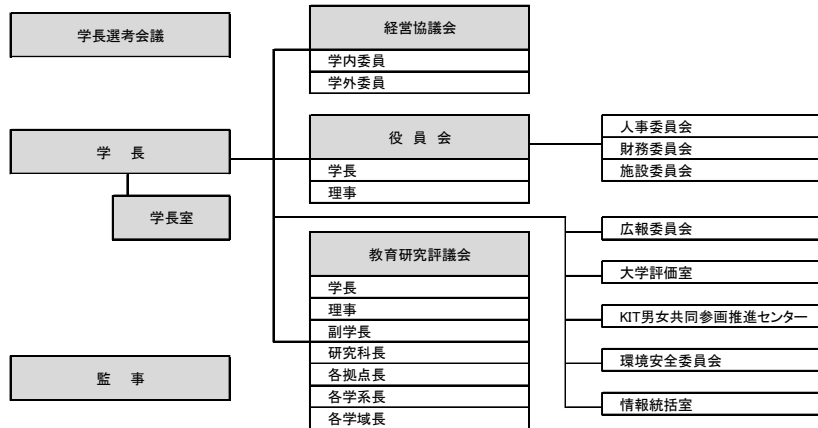 学長選考会議
学　長
学長室
監　事
経営協議会
学内委員
学外委員
役 員 会
学長
理事
教育研究評議会
学長
理事
副学長
研究科長
各拠点長
各学系長
各学域長
人事委員会
財務委員会
施設委員会
広報委員会
大学評価室
KIT男女共同参画推進センター
環境安全委員会
情報統括室